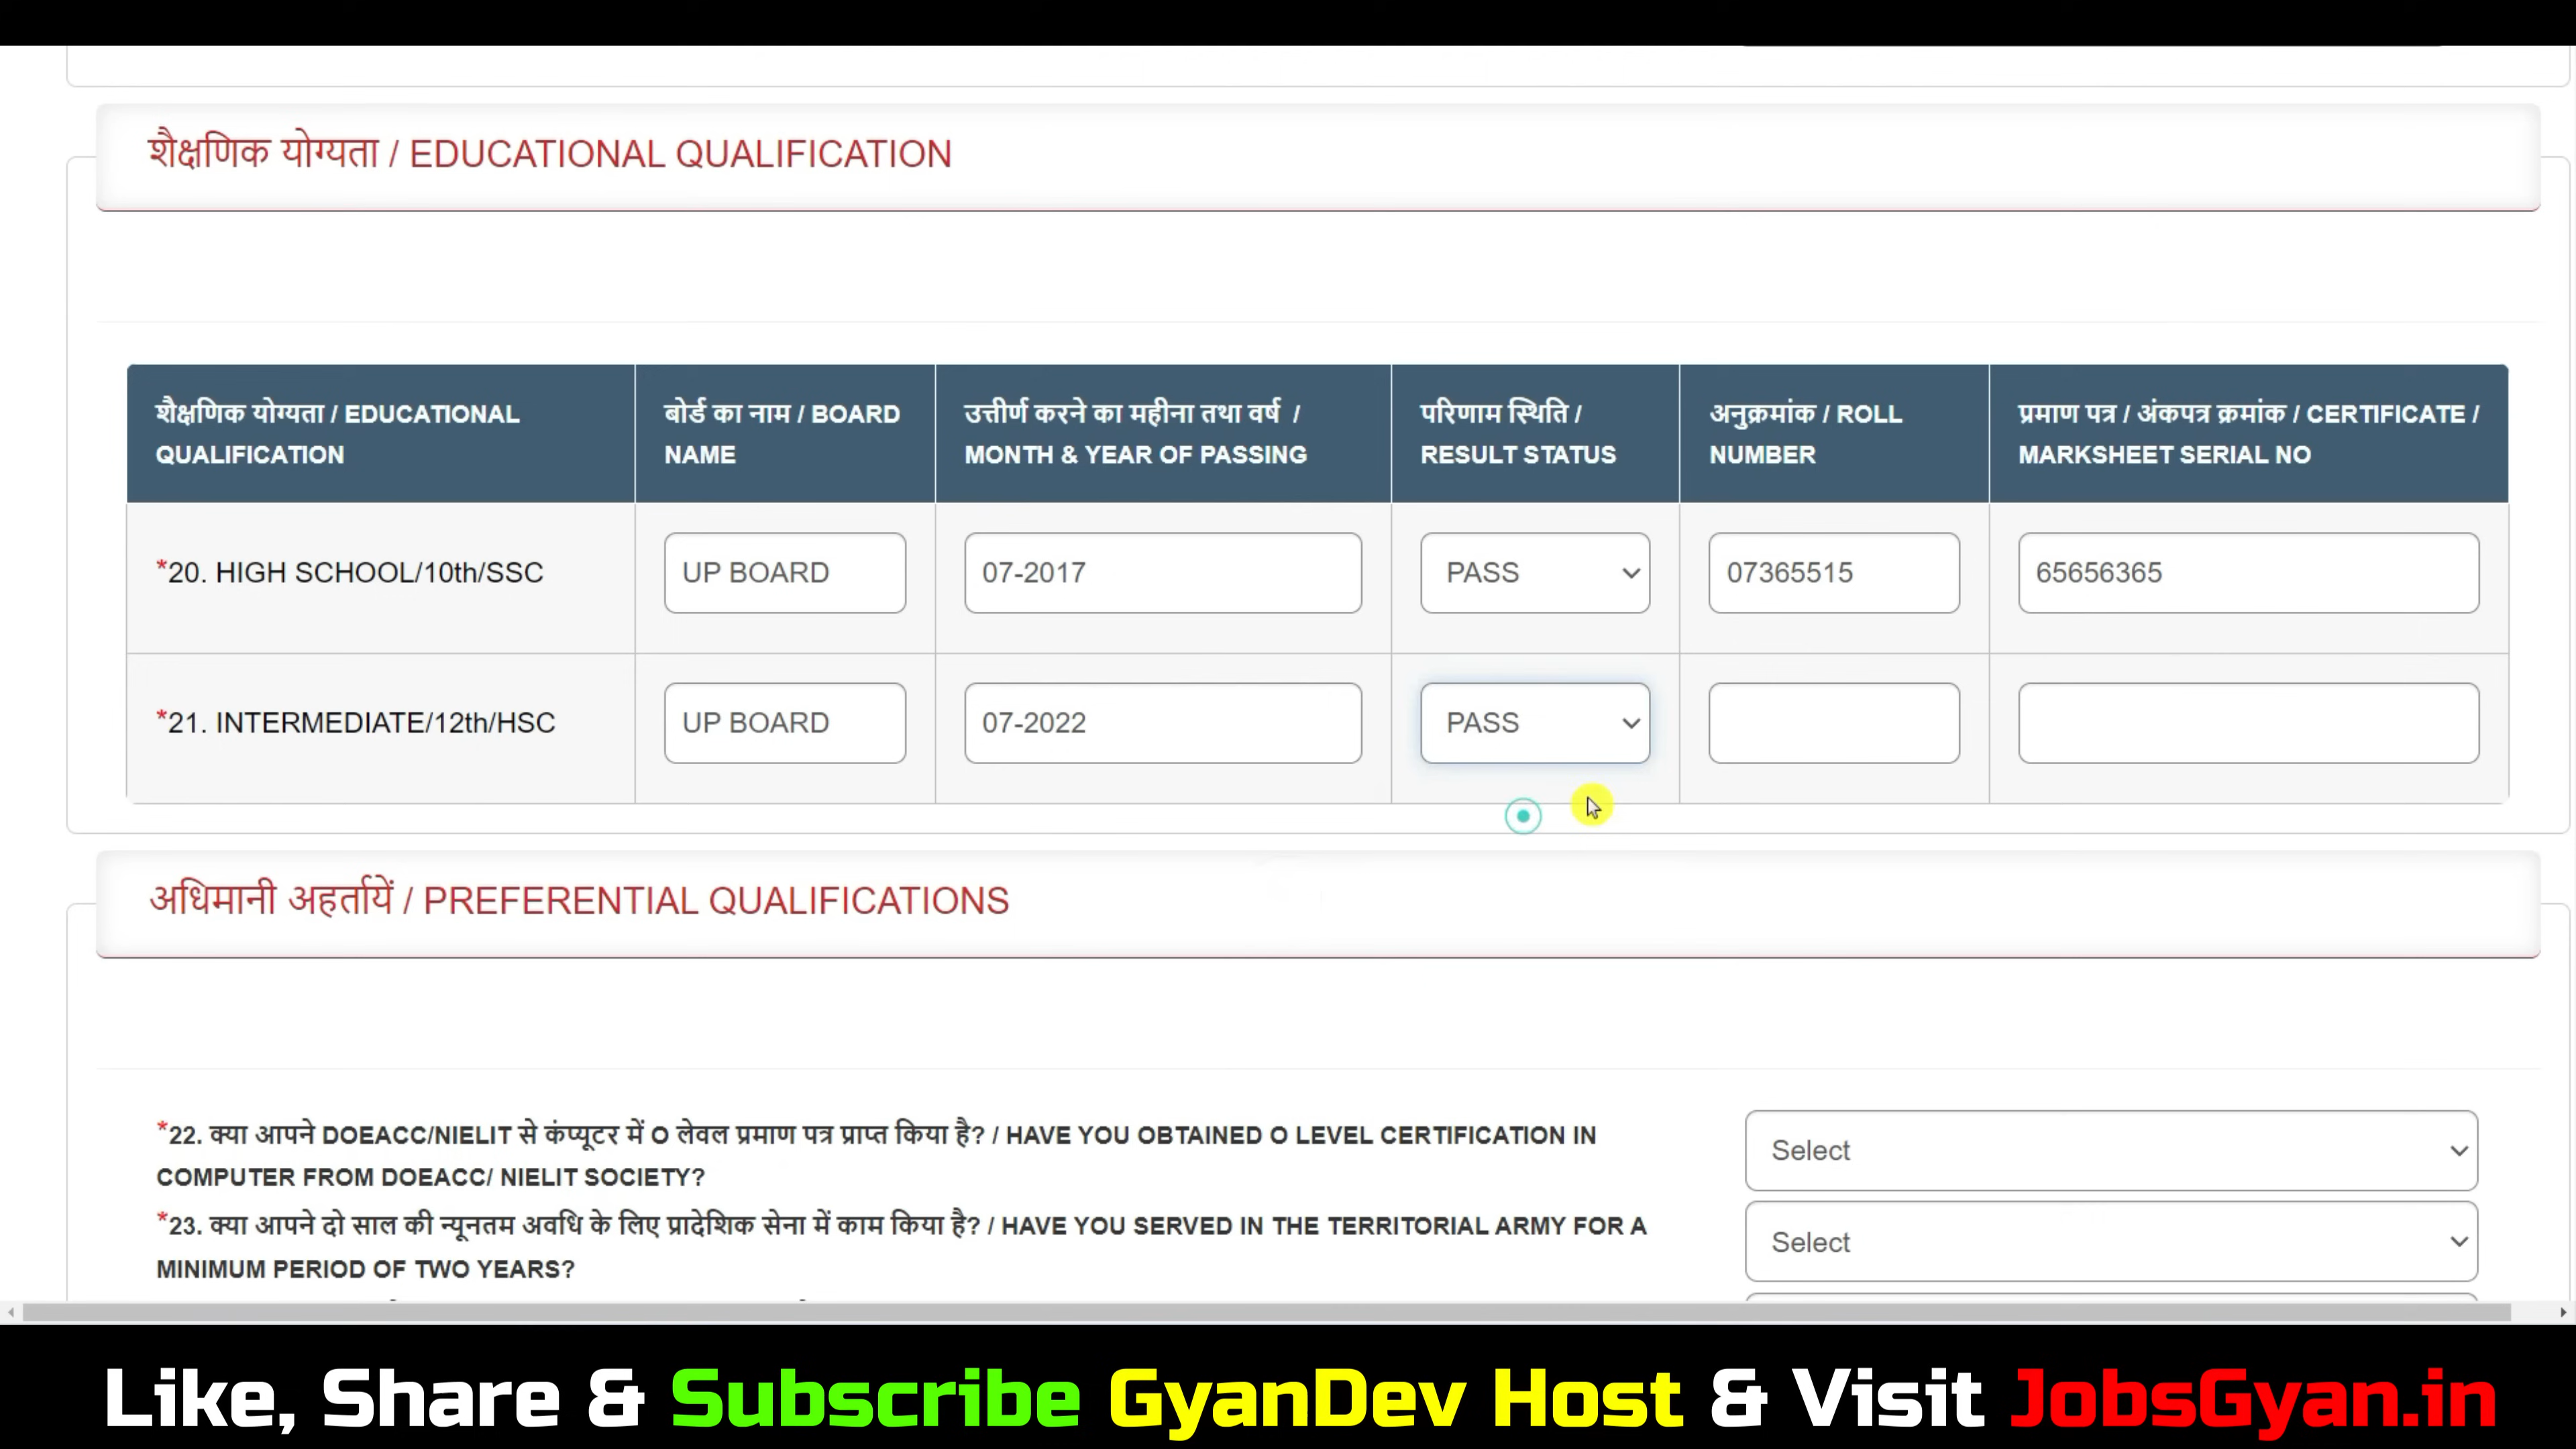 शैक्षणिक योग्यता / EDUCATIONAL QUALIFICATION
शैक्षणिक योग्यता / EDUCATIONAL QUALIFICATION
बोर्ड का नाम / BOARD NAME
उत्तीर्ण करने का महीना तथा वर्ष / MONTH & YEAR OF PASSING
परिणाम स्थिति / RESULT STATUS
अनुक्रमांक / ROLL NUMBER
प्रमाण पत्र / अंकपत्र क्रमांक / CERTIFICATE / MARKSHEET SERIAL NO
*20. HIGH SCHOOL/10th/SSC UP BOARD 07-2017 PASS 07365515 65656365
*21. INTERMEDIATE/12th/HSC UP BOARD 07-2022 PASS
अधिमानी अहर्तायें / PREFERENTIAL QUALIFICATIONS
*22. क्या आपने DOEACC/NIELIT से कंप्यूटर में O लेवल प्रमाण पत्र प्राप्त किया है? / HAVE YOU OBTAINED O LEVEL CERTIFICATION IN
COMPUTER FROM DOEACC/ NIELIT SOCIETY?
Select
*23. क्या आपने दो साल की न्यूनतम अवधि के लिए प्रादेशिक सेना में काम किया है? / HAVE YOU SERVED IN THE TERRITORIAL ARMY FOR A
MINIMUM PERIOD OF TWO YEARS?
Select
Like, Share & Subscribe GyanDev Host & Visit JobsGyan.in